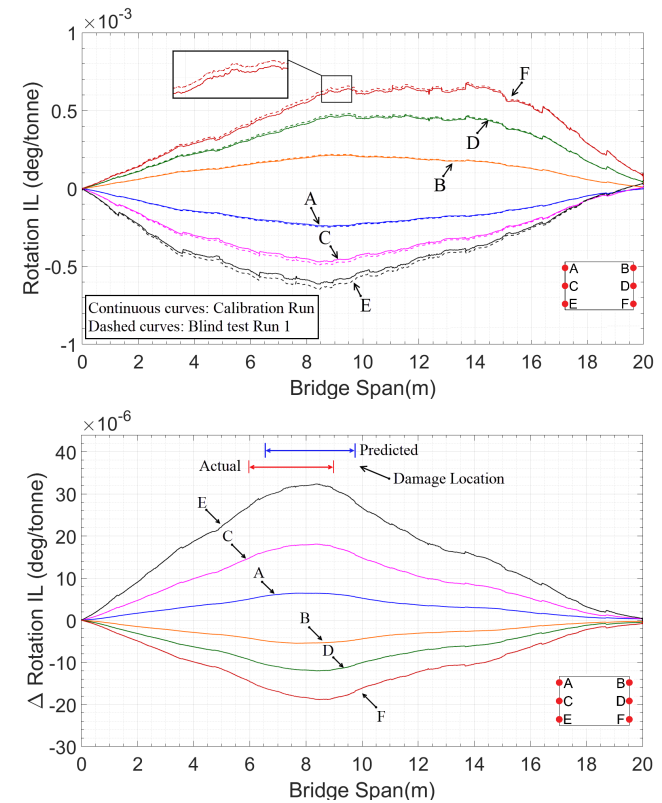 ×10⁻³
1
0.5
0
-0.5
-1
Rotation IL (deg/tonne)
F
D
B
A
C
E
A B
C D
E F
Continuous curves: Calibration Run
Dashed curves: Blind test Run 1
0 2 4 6 8 10 12 14 16 18 20
Bridge Span(m)
×10⁻⁶
40
30
20
10
0
-10
-20
-30
Δ Rotation IL (deg/tonne)
Predicted
Actual
Damage Location
E
C
A
B
D
F
A B
C D
E F
0 2 4 6 8 10 12 14 16 18 20
Bridge Span(m)